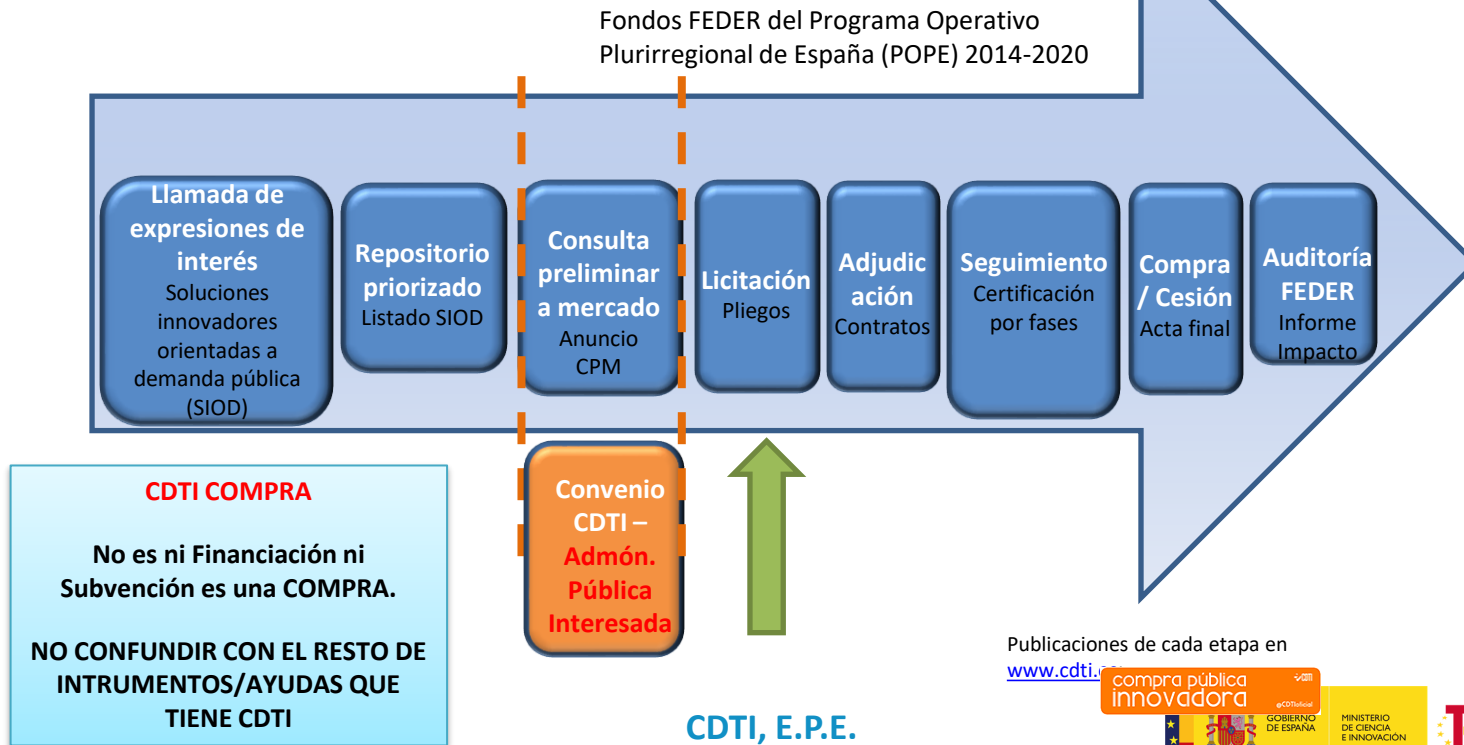 Fondos FEDER del Programa Operativo
Plurirregional de España (POPE) 2014-2020
Llamada de
expresiones de
interés
Soluciones
innovadores
orientadas a
demanda pública
(SIOD)
Repositorio
priorizado
Listado SIOD
Consulta
preliminar
a mercado
Anuncio
CPM
Licitación
Pliegos
Adjudic
ación
Contratos
Seguimiento
Certificación
por fases
Compra
/ Cesión
Acta final
Auditoría
FEDER
Informe
Impacto
Convenio
CDTI –
Admón.
Pública
Interesada
CDTI COMPRA
No es ni Financiación ni
Subvención es una COMPRA.
NO CONFUNDIR CON EL RESTO DE
INTRUMENTOS/AYUDAS QUE
TIENE CDTI
Publicaciones de cada etapa en
www.cdti.
compra pública
innovadora
@CDTIoficial
CDTI, E.P.E.
GOBIERNO
DE ESPAÑA
MINISTERIO
DE CIENCIA
E INNOVACIÓN